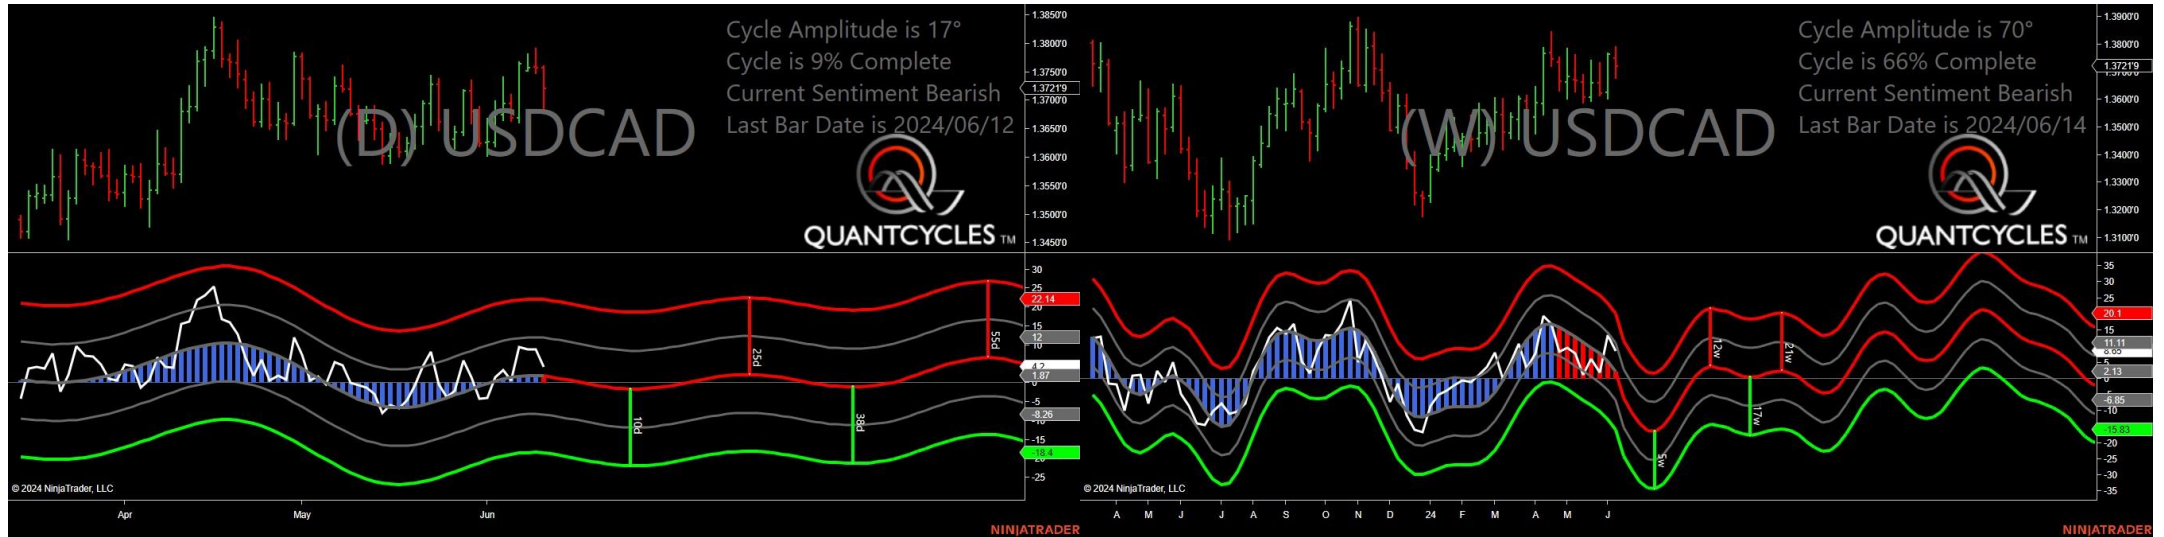 Cycle Amplitude is 17°
Cycle is 9% Complete
Current Sentiment Bearish
Last Bar Date is 2024/06/12
(D) USDCAD
QUANTCYCLES TM
1.3850'0
1.3800'0
1.3750'0
1.3721'9
1.3700'0
1.3650'0
1.3600'0
1.3550'0
1.3500'0
1.3450'0
30
25
22.14
20
15
12
10
4.2
1.87
-5
-8.26
-15
-18.4
-25
10d
25d
38d
55d
© 2024 NinjaTrader, LLC
Apr May Jun
NINJATRADER
Cycle Amplitude is 70°
Cycle is 66% Complete
Current Sentiment Bearish
Last Bar Date is 2024/06/14
(W) USDCAD
QUANTCYCLES TM
1.3900'0
1.3800'0
1.3721'9
1.3600'0
1.3500'0
1.3400'0
1.3300'0
1.3200'0
1.3100'0
35
30
25
20.1
15
11.11
8.65
2.13
0
-6.85
-10
-15.83
-20
-25
-30
-35
5w
12w
17w
21w
© 2024 NinjaTrader, LLC
A M J J A S O N D 24 F M A M J
NINJATRADER